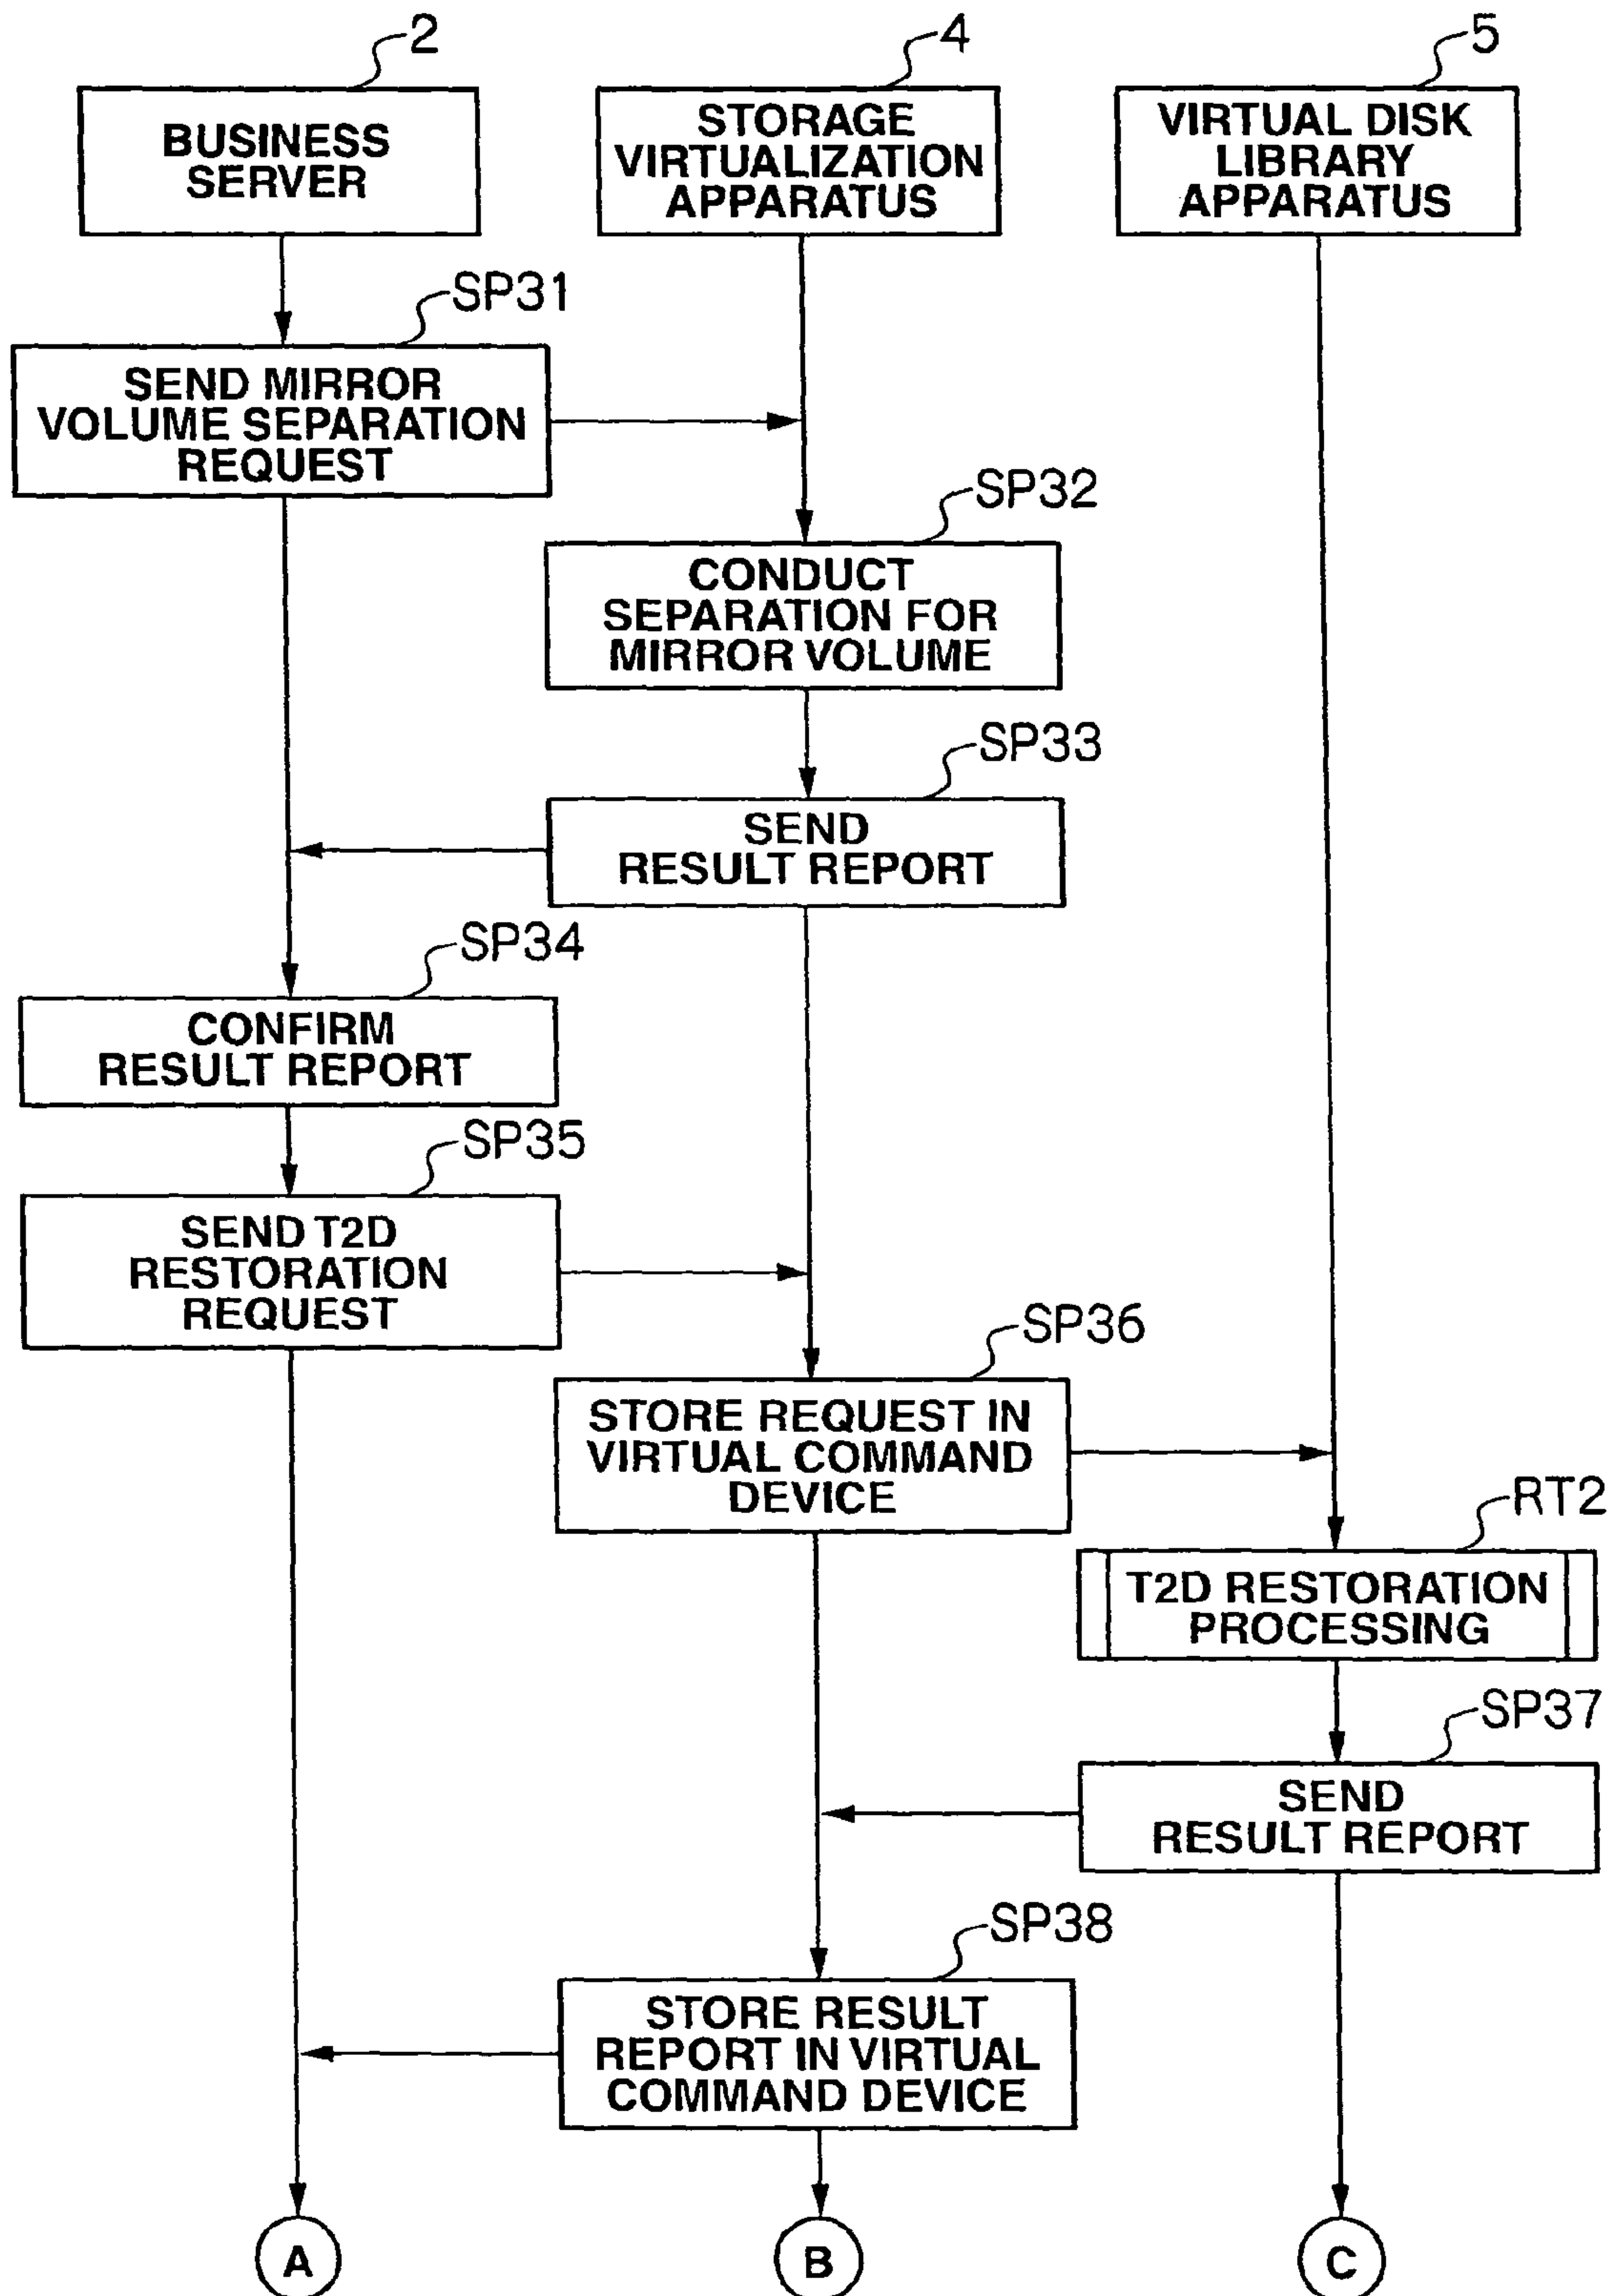 2
4
5
BUSINESS
SERVER
STORAGE
VIRTUALIZATION
APPARATUS
VIRTUAL DISK
LIBRARY
APPARATUS
SP31
SEND MIRROR
VOLUME SEPARATION
REQUEST
SP32
CONDUCT
SEPARATION FOR
MIRROR VOLUME
SP33
SEND
RESULT REPORT
SP34
CONFIRM
RESULT REPORT
SP35
SEND T2D
RESTORATION
REQUEST
SP36
STORE REQUEST IN
VIRTUAL COMMAND
DEVICE
RT2
T2D RESTORATION
PROCESSING
SP37
SEND
RESULT REPORT
SP38
STORE RESULT
REPORT IN VIRTUAL
COMMAND DEVICE
A
B
C